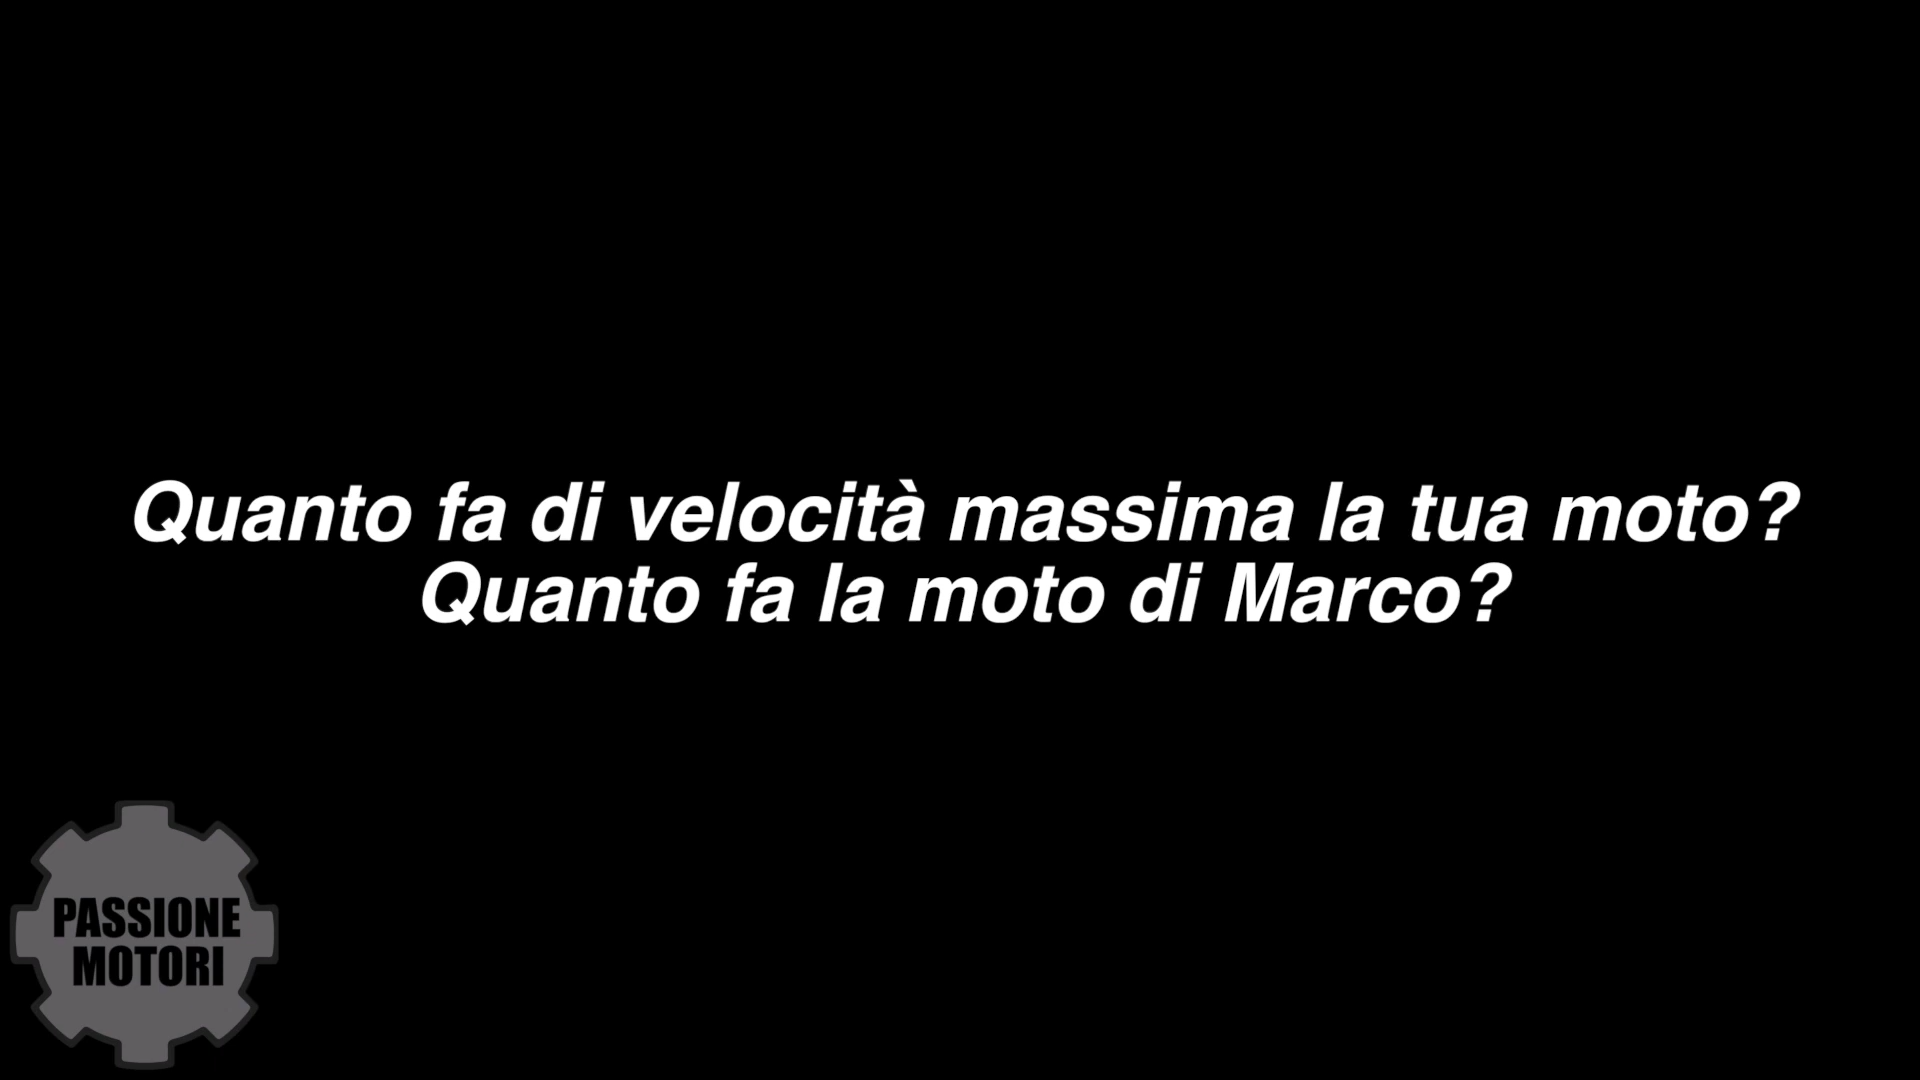 Quanto fa di velocità massima la tua moto?
Quanto fa la moto di Marco?
PASSIONE
MOTORI